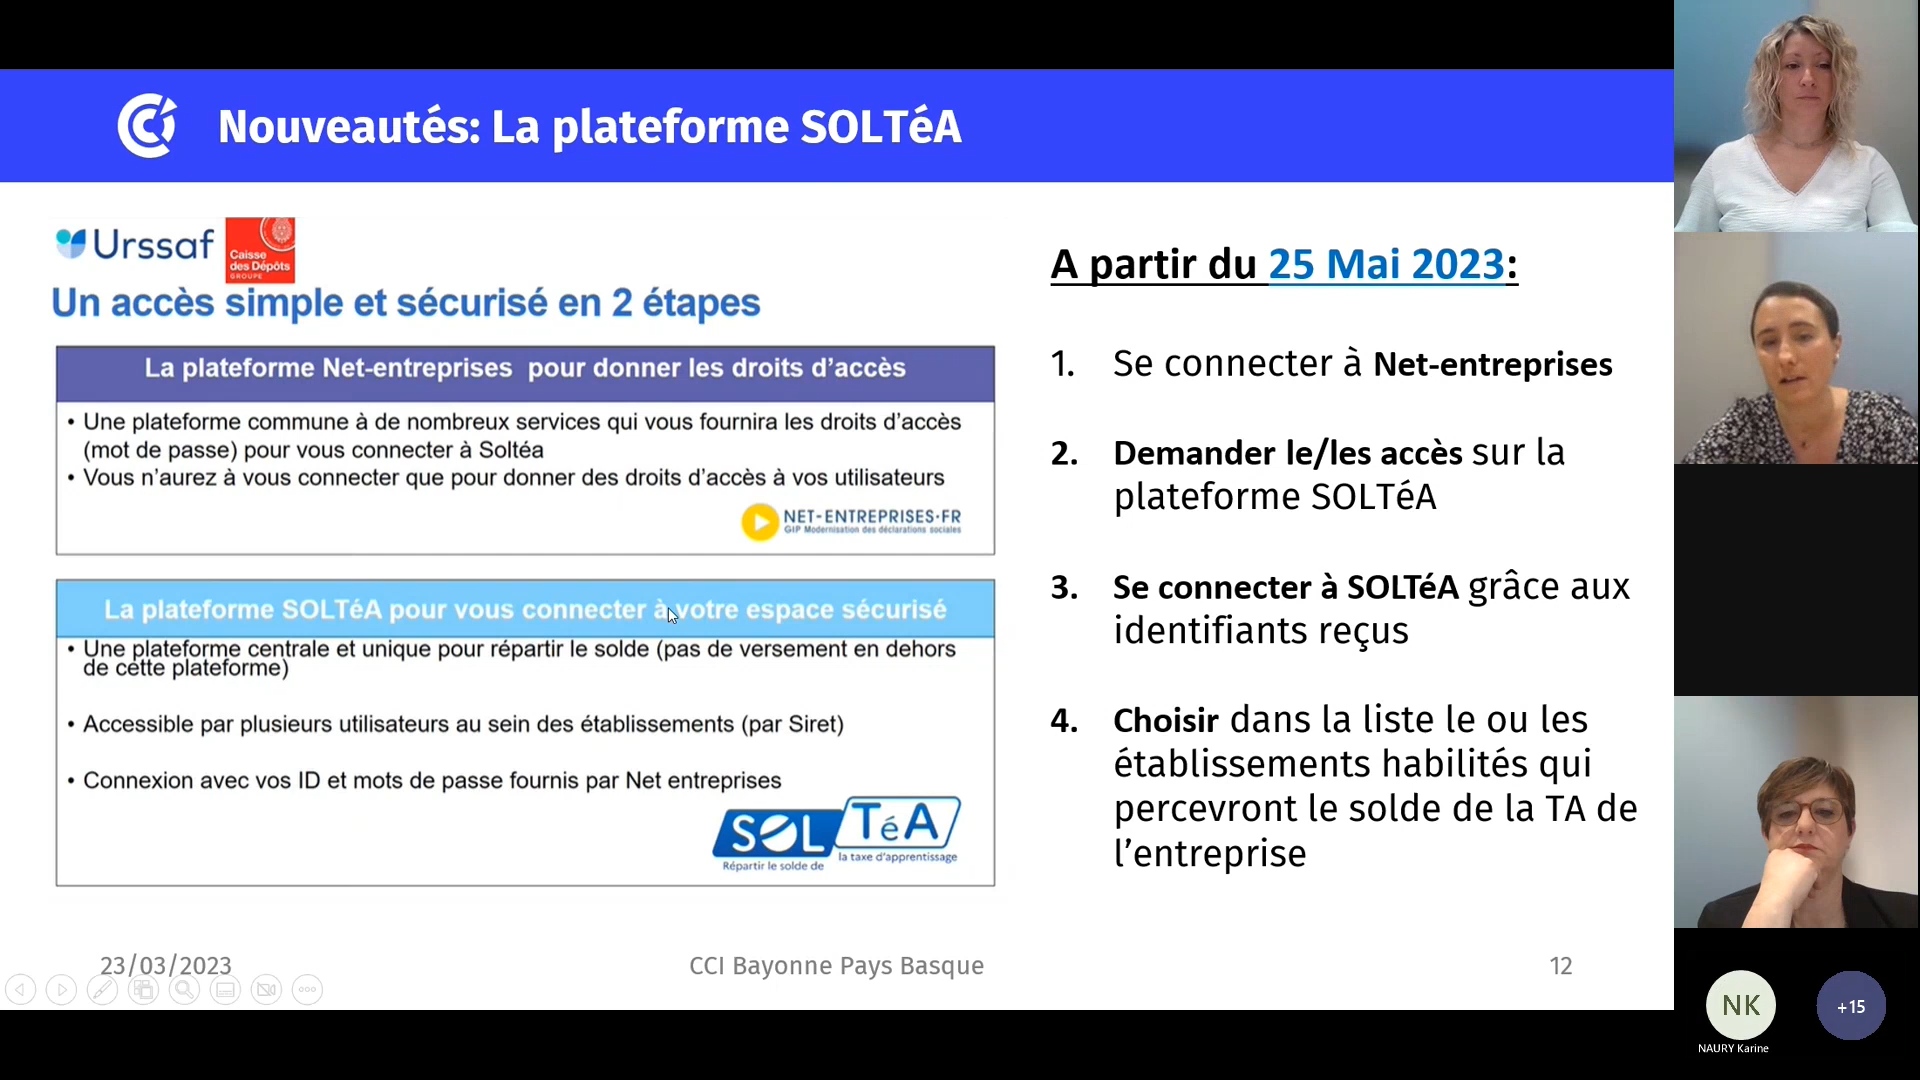 Nouveautés: La plateforme SOLTéA
Urssaf
Caisse
des Dépôts
GROUPE
Un accès simple et sécurisé en 2 étapes
La plateforme Net-entreprises pour donner les droits d’accès
• Une plateforme commune à de nombreux services qui vous fournira les droits d’accès
(mot de passe) pour vous connecter à Soltéa
• Vous n’aurez à vous connecter que pour donner des droits d’accès à vos utilisateurs
NET-ENTREPRISES·FR
GIP Modernisation des déclarations sociales
La plateforme SOLTéA pour vous connecter à votre espace sécurisé
• Une plateforme centrale et unique pour répartir le solde (pas de versement en dehors
de cette plateforme)
• Accessible par plusieurs utilisateurs au sein des établissements (par Siret)
• Connexion avec vos ID et mots de passe fournis par Net entreprises
SOLTéA
Répartir le solde de la taxe d’apprentissage
A partir du 25 Mai 2023:
1. Se connecter à Net-entreprises
2. Demander le/les accès sur la
plateforme SOLTéA
3. Se connecter à SOLTéA grâce aux
identifiants reçus
4. Choisir dans la liste le ou les
établissements habilités qui
percevront le solde de la TA de
l’entreprise
23/03/2023
CCI Bayonne Pays Basque
12
NK
+15
NAURY Karine